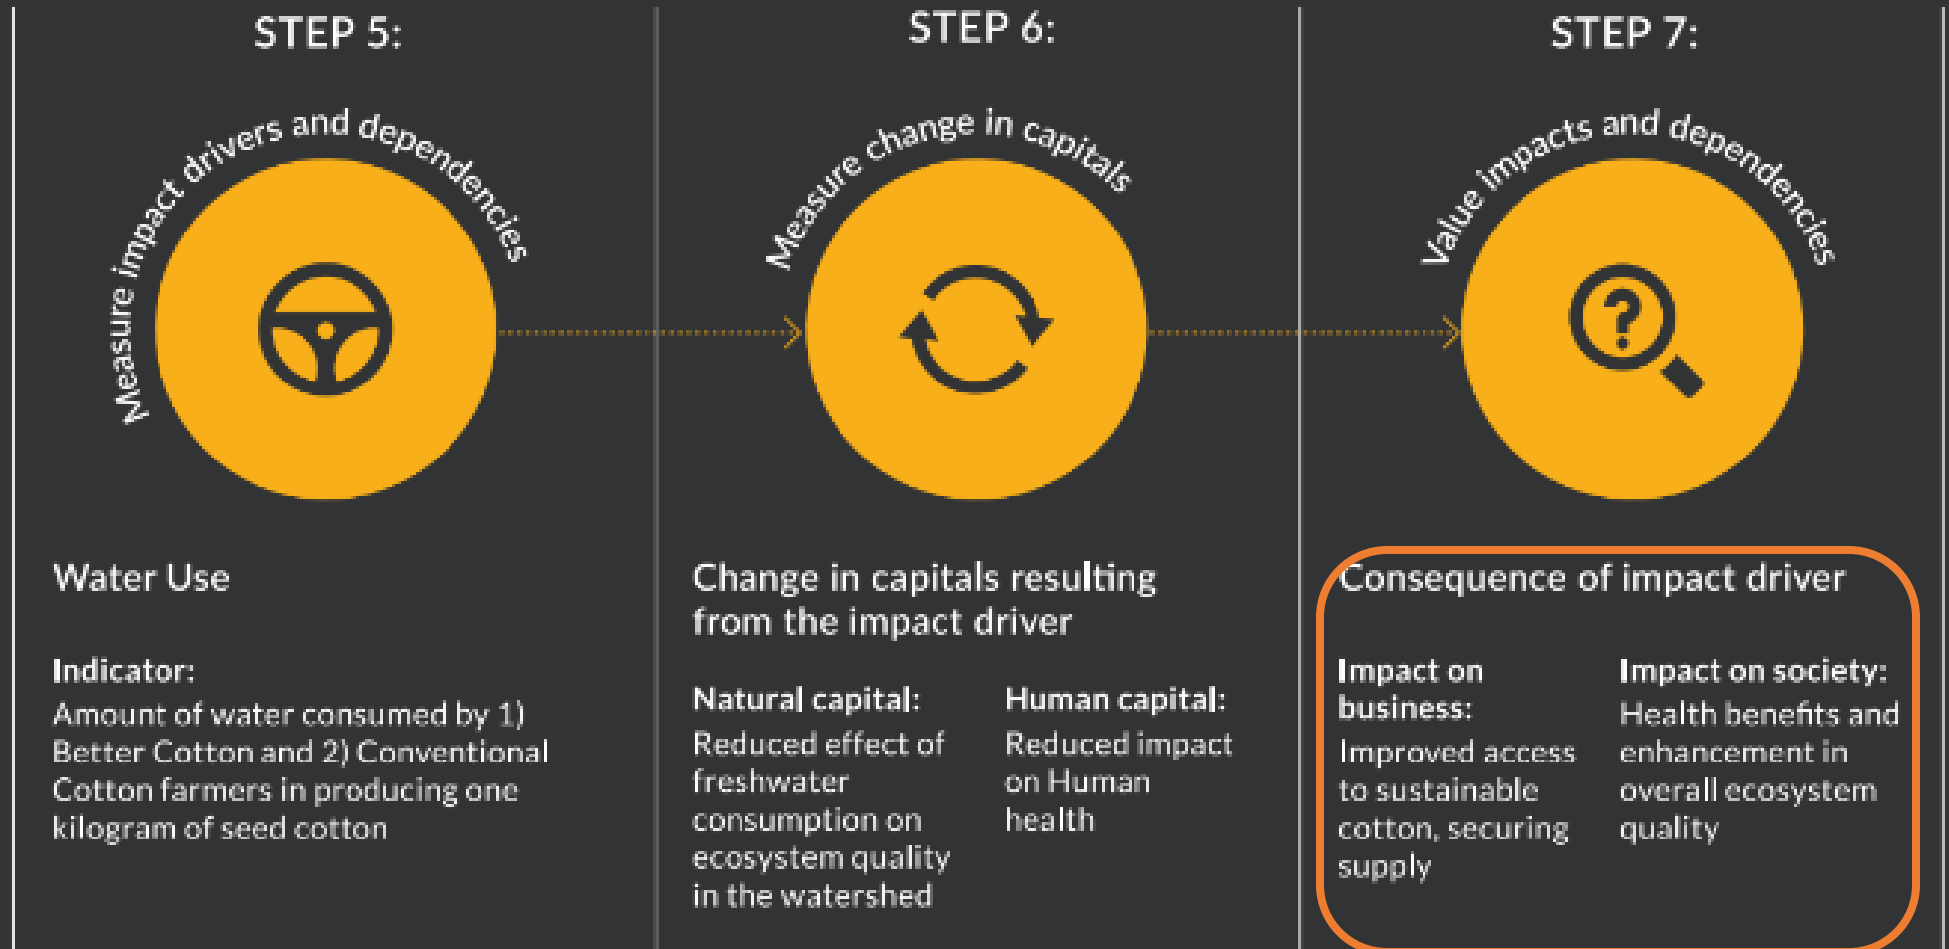 STEP 5:
Measure impact drivers and dependencies
Water Use
Indicator:
Amount of water consumed by 1)
Better Cotton and 2) Conventional
Cotton farmers in producing one
kilogram of seed cotton
STEP 6:
Measure change in capitals
Change in capitals resulting
from the impact driver
Natural capital:
Reduced effect of
freshwater
consumption on
ecosystem quality
in the watershed
Human capital:
Reduced impact
on Human
health
STEP 7:
Value impacts and dependencies
?
Consequence of impact driver
Impact on
business:
Improved access
to sustainable
cotton, securing
supply
Impact on society:
Health benefits and
enhancement in
overall ecosystem
quality